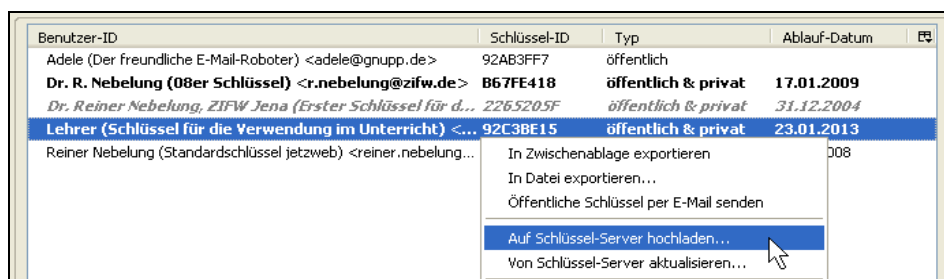 Benutzer-ID Schlüssel-ID Typ Ablauf-Datum
Adele (Der freundliche E-Mail-Roboter) <adele@gnupp.de> 92AB3FF7 öffentlich
Dr. R. Nebelung (08er Schlüssel) <r.nebelung@zifw.de> B67FE418 öffentlich & privat 17.01.2009
Dr. Reiner Nebelung, ZIFW Jena (Erster Schlüssel für d... 2265205F öffentlich & privat 31.12.2004
Lehrer (Schlüssel für die Verwendung im Unterricht) <... 92C3BE15 öffentlich & privat 23.01.2013
Reiner Nebelung (Standardschlüssel jetzweb) <reiner.nebelung... 008
In Zwischenablage exportieren
In Datei exportieren...
Öffentliche Schlüssel per E-Mail senden
Auf Schlüssel-Server hochladen...
Von Schlüssel-Server aktualisieren...